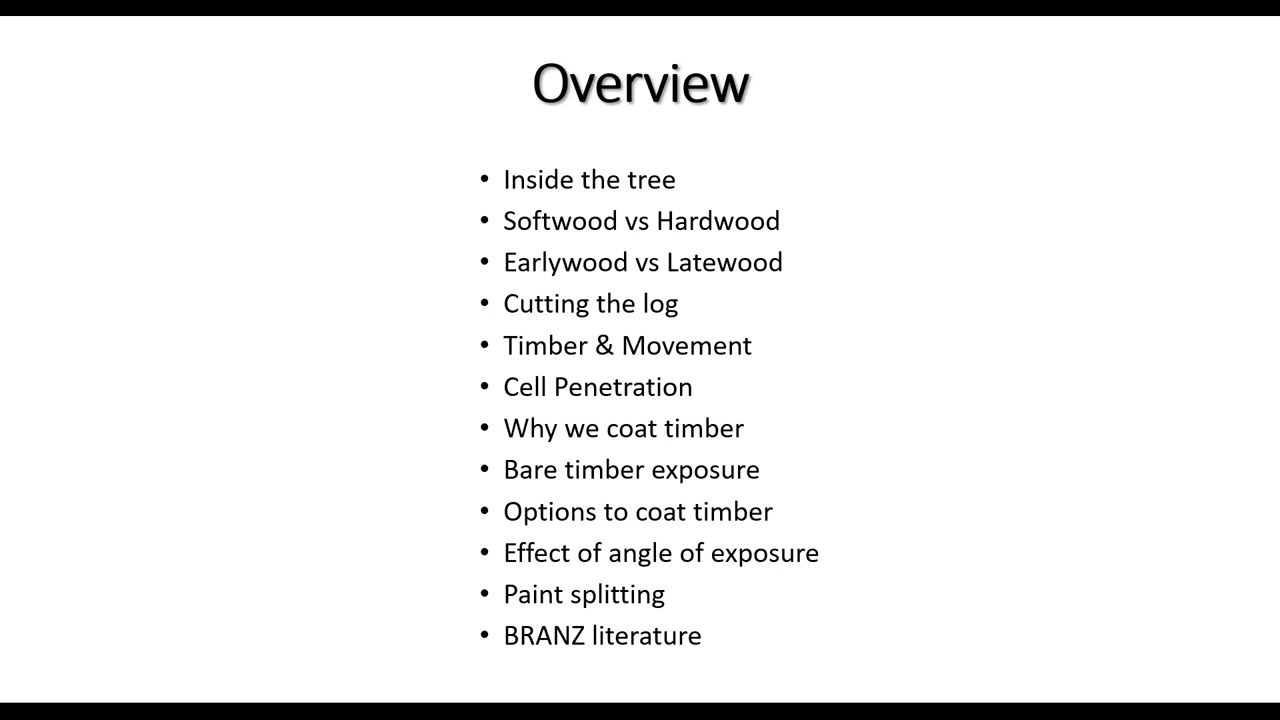 Overview
• Inside the tree
• Softwood vs Hardwood
• Earlywood vs Latewood
• Cutting the log
• Timber & Movement
• Cell Penetration
• Why we coat timber
• Bare timber exposure
• Options to coat timber
• Effect of angle of exposure
• Paint splitting
• BRANZ literature